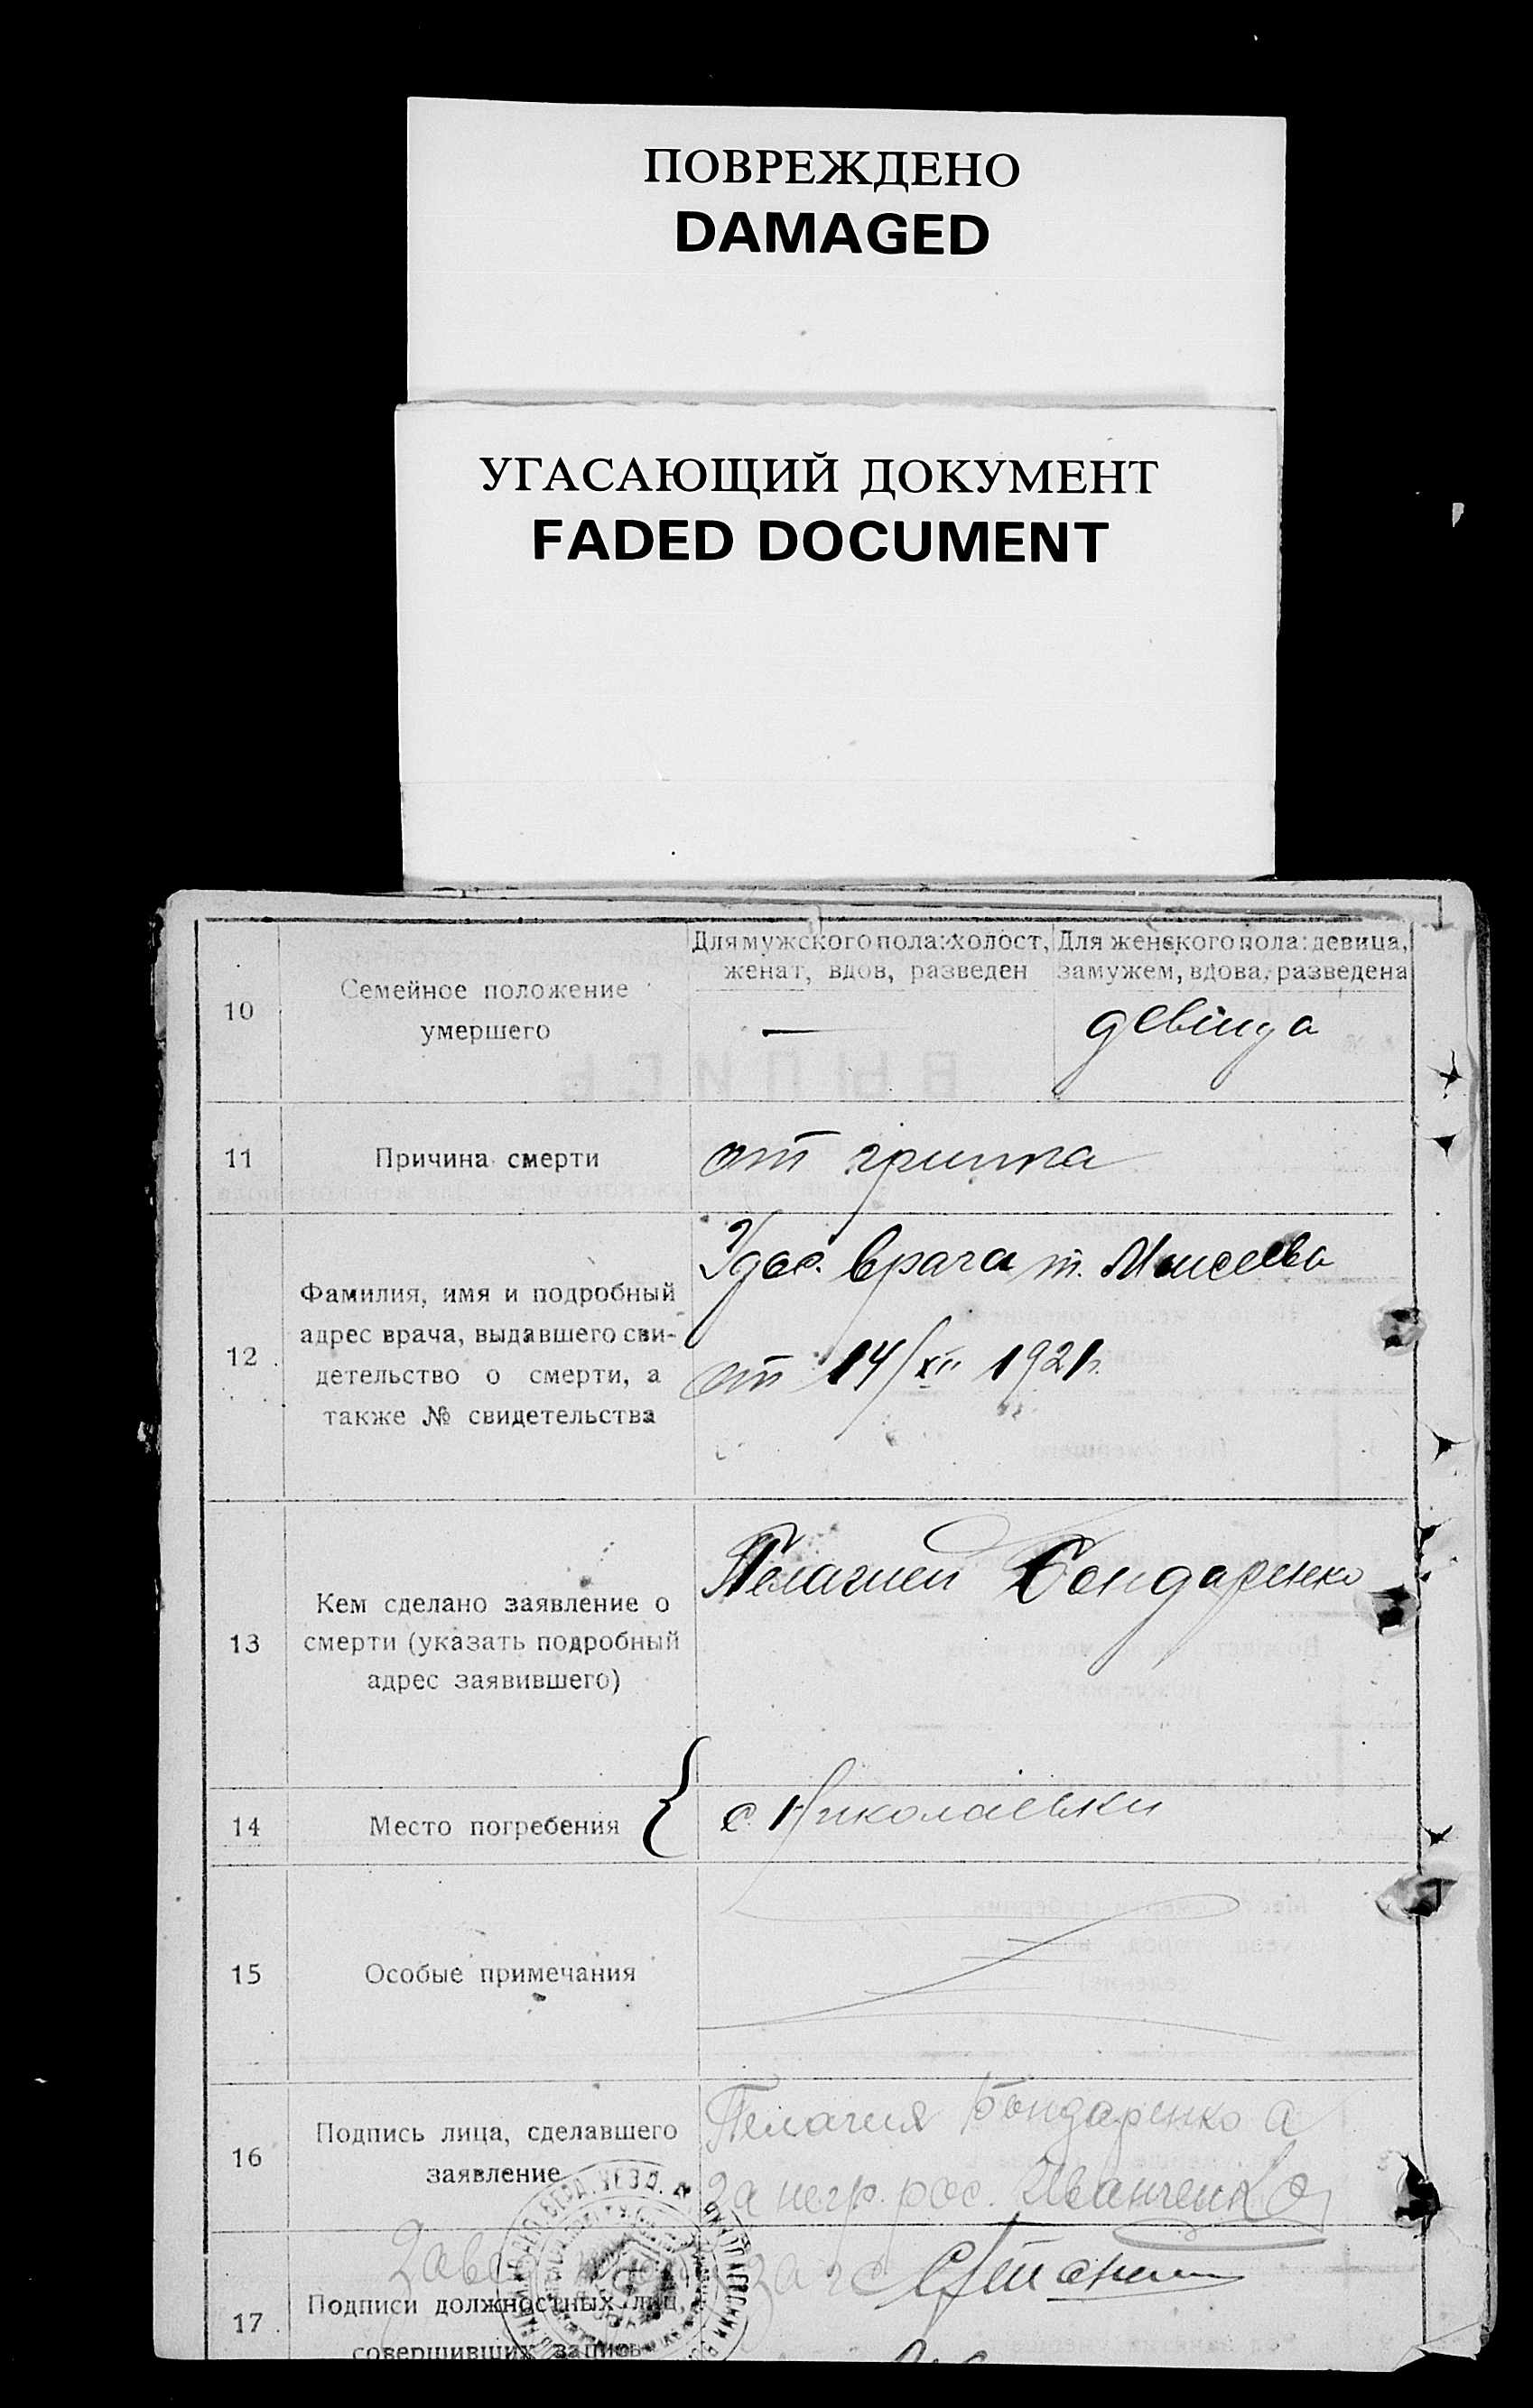 ПОВРЕЖДЕНО
DAMAGED
УГАСАЮЩИЙ ДОКУМЕНТ
FADED DOCUMENT
10
Семейное положение
умершего
Для мужского пола: холост,
женат, вдов, разведен
—
Для женского пола: девица,
замужем, вдова, разведена
девица
11
Причина смерти
от гриппа
12
Фамилия, имя и подробный
адрес врача, выдавшего сви-
детельство о смерти, а
также № свидетельства
Удос. врача т. Моисеева
от 14/XII 1921г.
13
Кем сделано заявление о
смерти (указать подробный
адрес заявившего)
Пелагией Бондаренко
14
Место погребения
с. Николаевки
15
Особые примечания
16
Подпись лица, сделавшего
заявление
Пелагия Бондаренко а
за негр. рос. Иванченко
17
Подписи должностных лиц,
совершивших запись